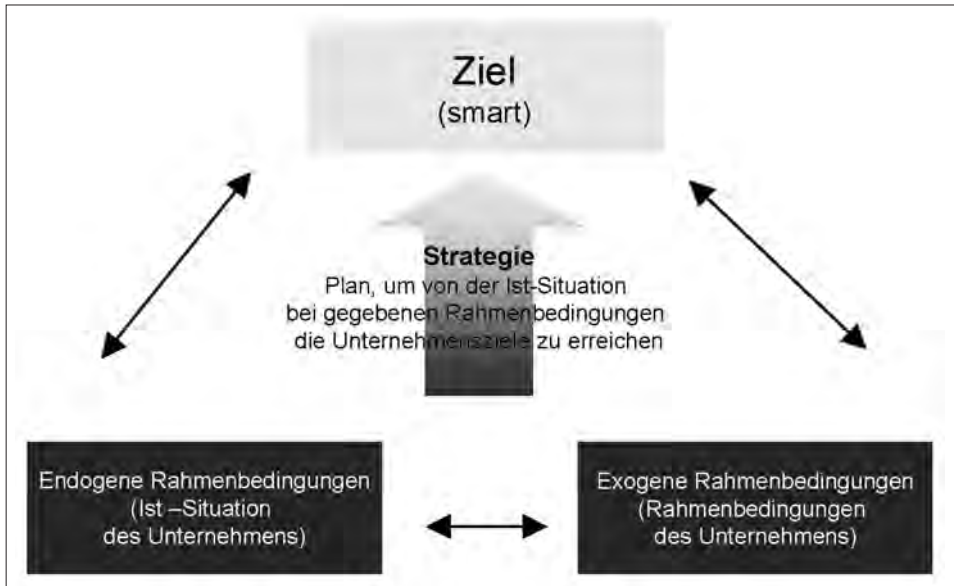 Ziel
(smart)
Strategie
Plan, um von der Ist-Situation
bei gegebenen Rahmenbedingungen
die Unternehmensziele zu erreichen
Endogene Rahmenbedingungen
(Ist –Situation
des Unternehmens)
Exogene Rahmenbedingungen
(Rahmenbedingungen
des Unternehmens)